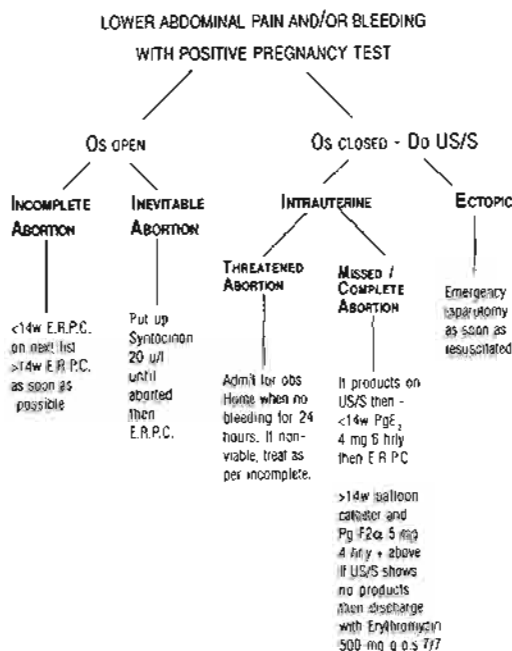 LOWER ABDOMINAL PAIN AND/OR BLEEDING
WITH POSITIVE PREGNANCY TEST
OS OPEN
OS CLOSED - DO US/S
INCOMPLETE
ABORTION
INEVITABLE
ABORTION
INTRAUTERINE
ECTOPIC
THREATENED
ABORTION
MISSED /
COMPLETE
ABORTION
<14w E.R.P.C.
on next list
>14w E.R.P.C.
as soon as
possible
Put up
Syntocinon
20 u/l
until
aborted
then
E.R.P.C.
Admit for obs
Home when no
bleeding for 24
hours. If non-
viable, treat as
per incomplete.
If products on
US/S then -
<14w PgE₂
4 mg 6 hrly
then E.R.P.C
>14w balloon
catheter and
Pg F2α 5 mg
4 hrly + above
If US/S shows
no products
then discharge
with Erythromycin
500 mg q.d.s 7/7
Emergency
laparotomy
as soon as
resuscitated